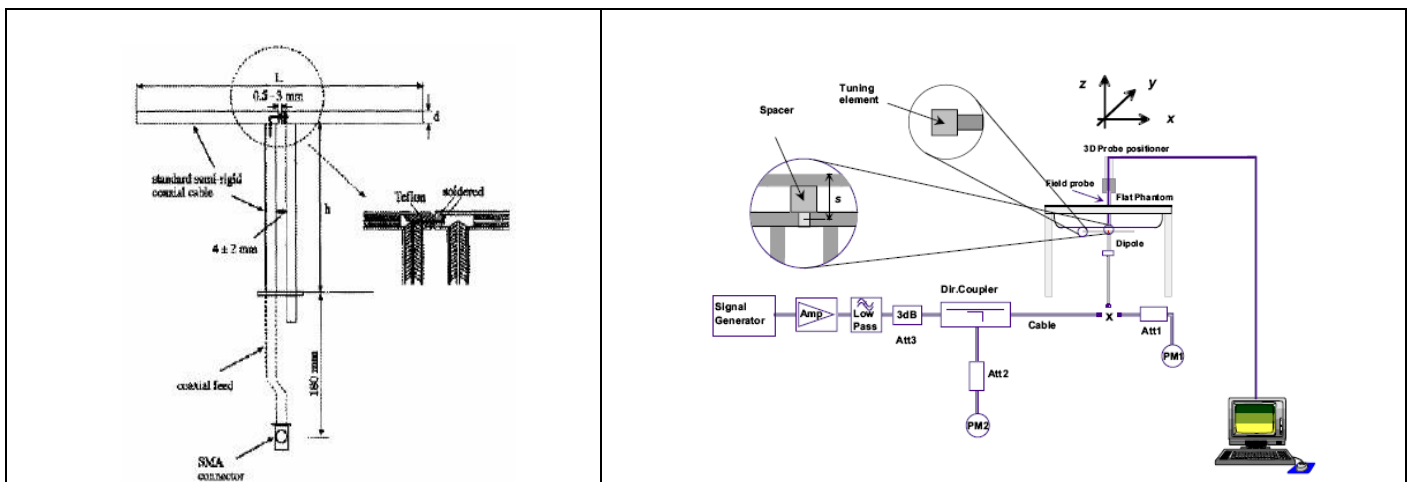 L
0.5 - 3 mm
d
standard semi-rigid
coaxial cable
h
Teflon
soldered
4 ± 2 mm
180 mm
coaxial feed
SMA
connector
Tuning
element
Spacer
s
z
y
x
3D Probe positioner
Field probe
Flat Phantom
Dipole
Signal
Generator
Amp
Low
Pass
3dB
Att3
Dir.Coupler
Cable
x
Att1
PM1
Att2
PM2